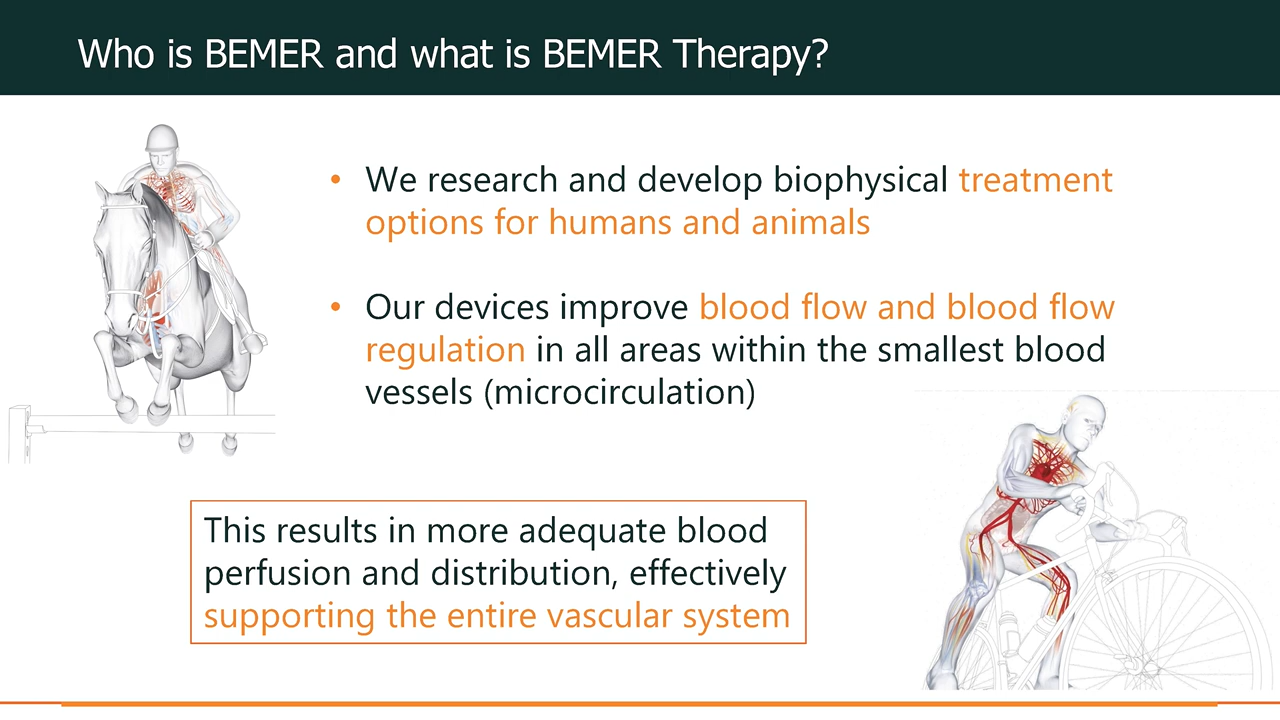 Who is BEMER and what is BEMER Therapy?
• We research and develop biophysical treatment
options for humans and animals
• Our devices improve blood flow and blood flow
regulation in all areas within the smallest blood
vessels (microcirculation)
This results in more adequate blood
perfusion and distribution, effectively
supporting the entire vascular system